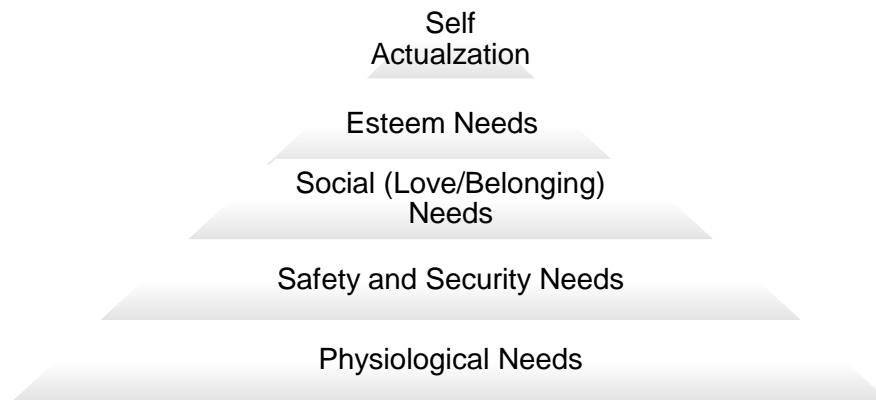 Self
Actualzation
Esteem Needs
Social (Love/Belonging)
Needs
Safety and Security Needs
Physiological Needs